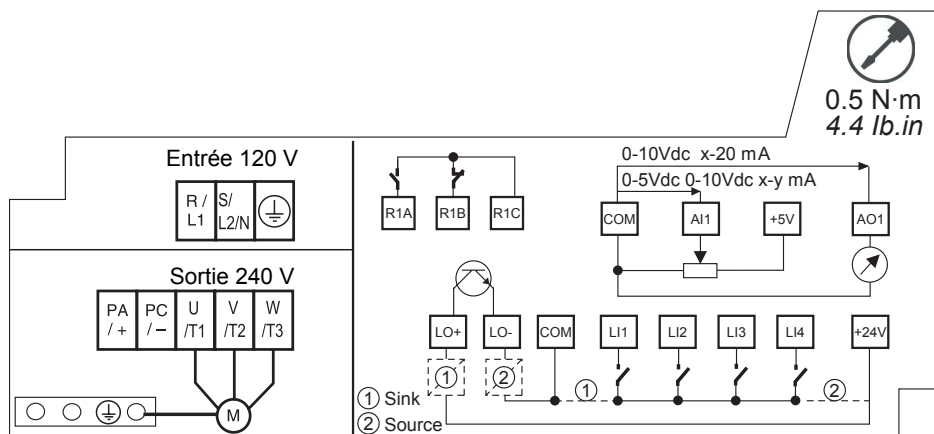 0.5 N·m
4.4 lb.in
Entrée 120 V
R / L1
S/ L2/N
Sortie 240 V
PA / +
PC / −
U /T1
V /T2
W /T3
M
R1A
R1B
R1C
0-10Vdc x-20 mA
0-5Vdc 0-10Vdc x-y mA
COM
AI1
+5V
AO1
LO+
LO-
COM
LI1
LI2
LI3
LI4
+24V
1
2
1
2
1 Sink
2 Source